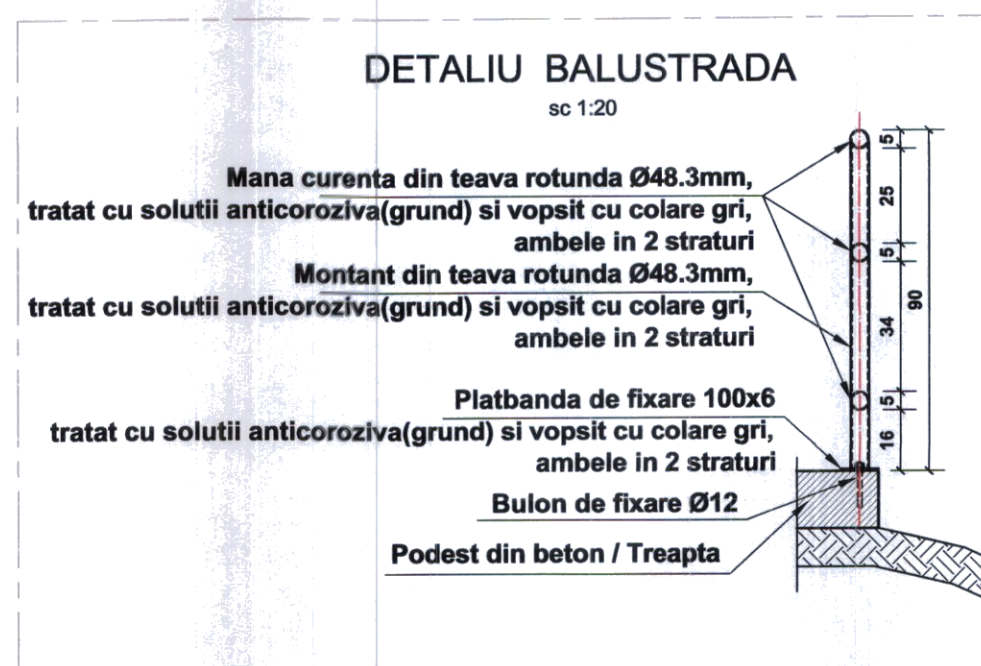 DETALIU BALUSTRADA
sc 1:20
Mana curenta din teava rotunda Ø48.3mm,
tratat cu solutii anticoroziva(grund) si vopsit cu colare gri,
ambele in 2 straturi
Montant din teava rotunda Ø48.3mm,
tratat cu solutii anticoroziva(grund) si vopsit cu colare gri,
ambele in 2 straturi
Platbanda de fixare 100x6
tratat cu solutii anticoroziva(grund) si vopsit cu colare gri,
ambele in 2 straturi
Bulon de fixare Ø12
Podest din beton / Treapta
5
25
5
34
5
16
90